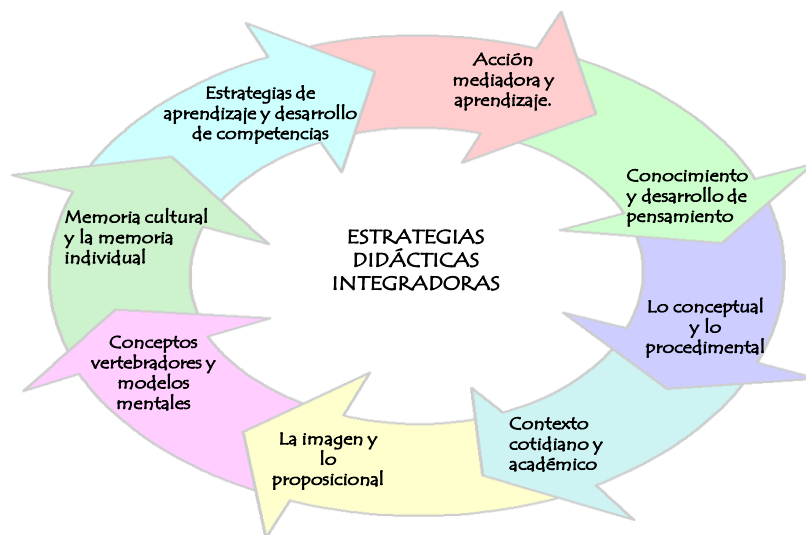 ESTRATEGIAS
DIDÁCTICAS
INTEGRADORAS
Acción
mediadora y
aprendizaje.
Conocimiento
y desarrollo de
pensamiento
Lo conceptual
y lo
procedimental
Contexto
cotidiano y
académico
La imagen y
lo
proposicional
Conceptos
vertebradores y
modelos
mentales
Memoria cultural
y la memoria
individual
Estrategias de
aprendizaje y desarrollo
de competencias